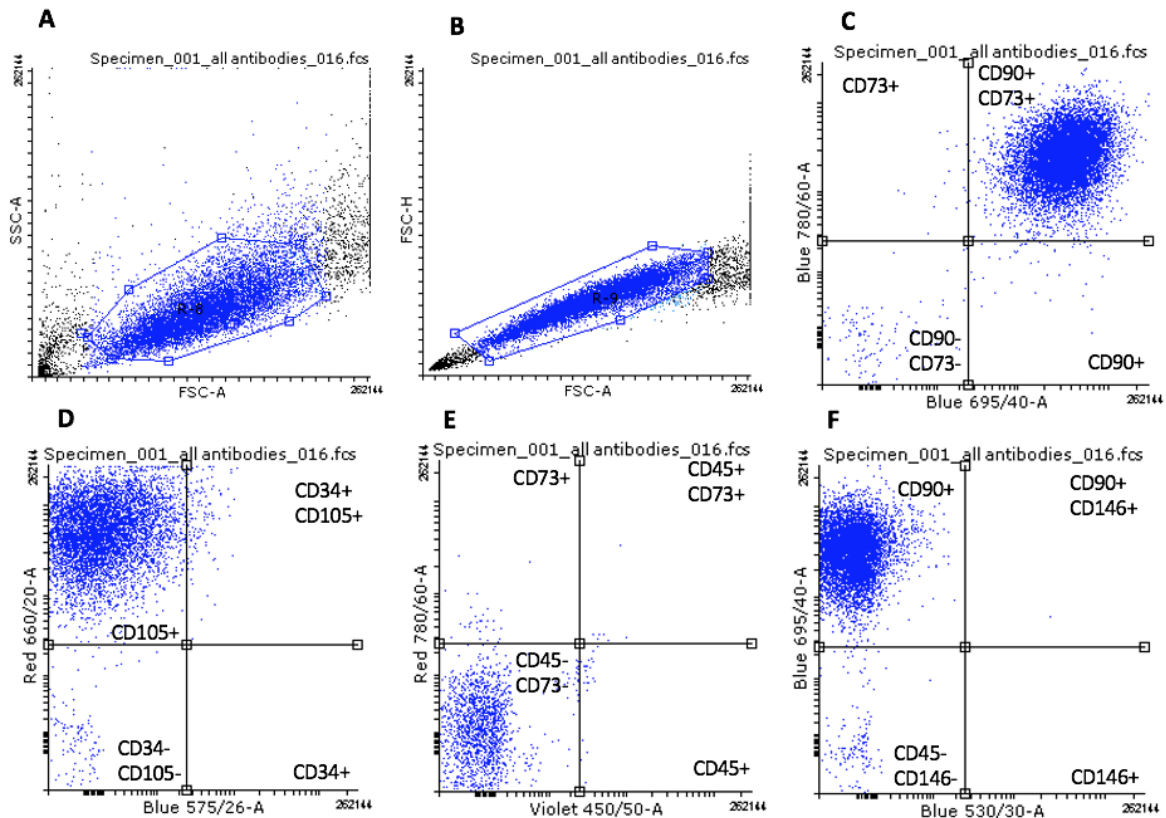 A
Specimen_001_all antibodies_016.fcs
262144
SSC-A
R-8
FSC-A
262144
B
Specimen_001_all antibodies_016.fcs
262144
FSC-H
R-9
FSC-A
262144
C
Specimen_001_all antibodies_016.fcs
262144
Blue 780/60-A
CD73+
CD90+
CD73+
CD90-
CD73-
CD90+
Blue 695/40-A
262144
D
Specimen_001_all antibodies_016.fcs
262144
Red 660/20-A
CD34+
CD105+
CD105+
CD34-
CD105-
CD34+
Blue 575/26-A
262144
E
Specimen_001_all antibodies_016.fcs
262144
Red 780/60-A
CD73+
CD45+
CD73+
CD45-
CD73-
CD45+
Violet 450/50-A
262144
F
Specimen_001_all antibodies_016.fcs
262144
Blue 695/40-A
CD90+
CD90+
CD146+
CD45-
CD146-
CD146+
Blue 530/30-A
262144